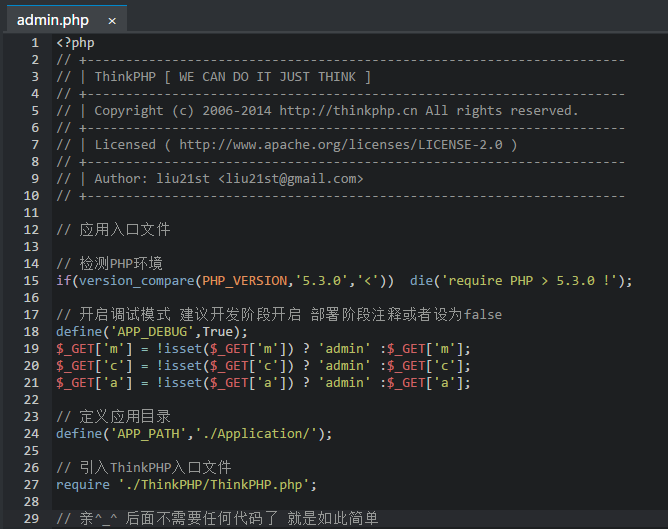 admin.php ×
1 <?php
2 // +----------------------------------------------------------------------
3 // | ThinkPHP [ WE CAN DO IT JUST THINK ]
4 // +----------------------------------------------------------------------
5 // | Copyright (c) 2006-2014 http://thinkphp.cn All rights reserved.
6 // +----------------------------------------------------------------------
7 // | Licensed ( http://www.apache.org/licenses/LICENSE-2.0 )
8 // +----------------------------------------------------------------------
9 // | Author: liu21st <liu21st@gmail.com>
10 // +----------------------------------------------------------------------
11
12 // 应用入口文件
13
14 // 检测PHP环境
15 if(version_compare(PHP_VERSION,'5.3.0','<'))  die('require PHP > 5.3.0 !');
16
17 // 开启调试模式 建议开发阶段开启 部署阶段注释或者设为false
18 define('APP_DEBUG',True);
19 $_GET['m'] = !isset($_GET['m']) ? 'admin' :$_GET['m'];
20 $_GET['c'] = !isset($_GET['c']) ? 'admin' :$_GET['c'];
21 $_GET['a'] = !isset($_GET['a']) ? 'admin' :$_GET['a'];
22
23 // 定义应用目录
24 define('APP_PATH','./Application/');
25
26 // 引入ThinkPHP入口文件
27 require './ThinkPHP/ThinkPHP.php';
28
29 // 亲^_^ 后面不需要任何代码了 就是如此简单